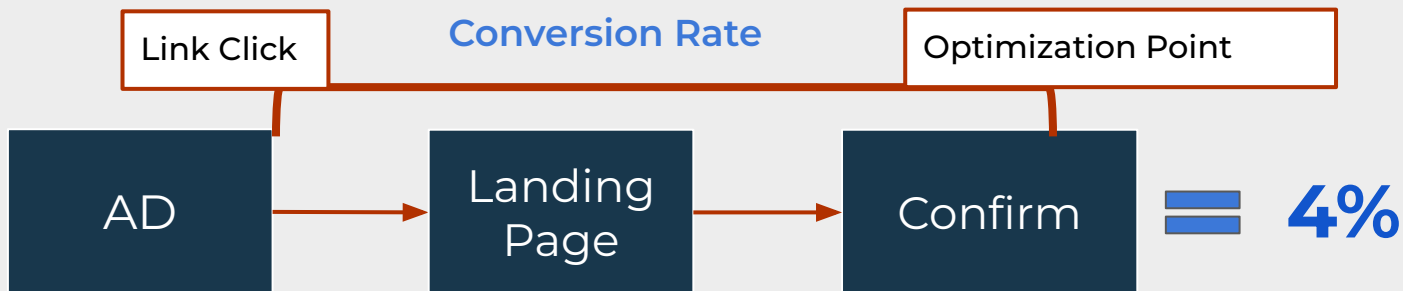 Conversion Rate
Link Click
Optimization Point
AD
Landing
Page
Confirm
4%